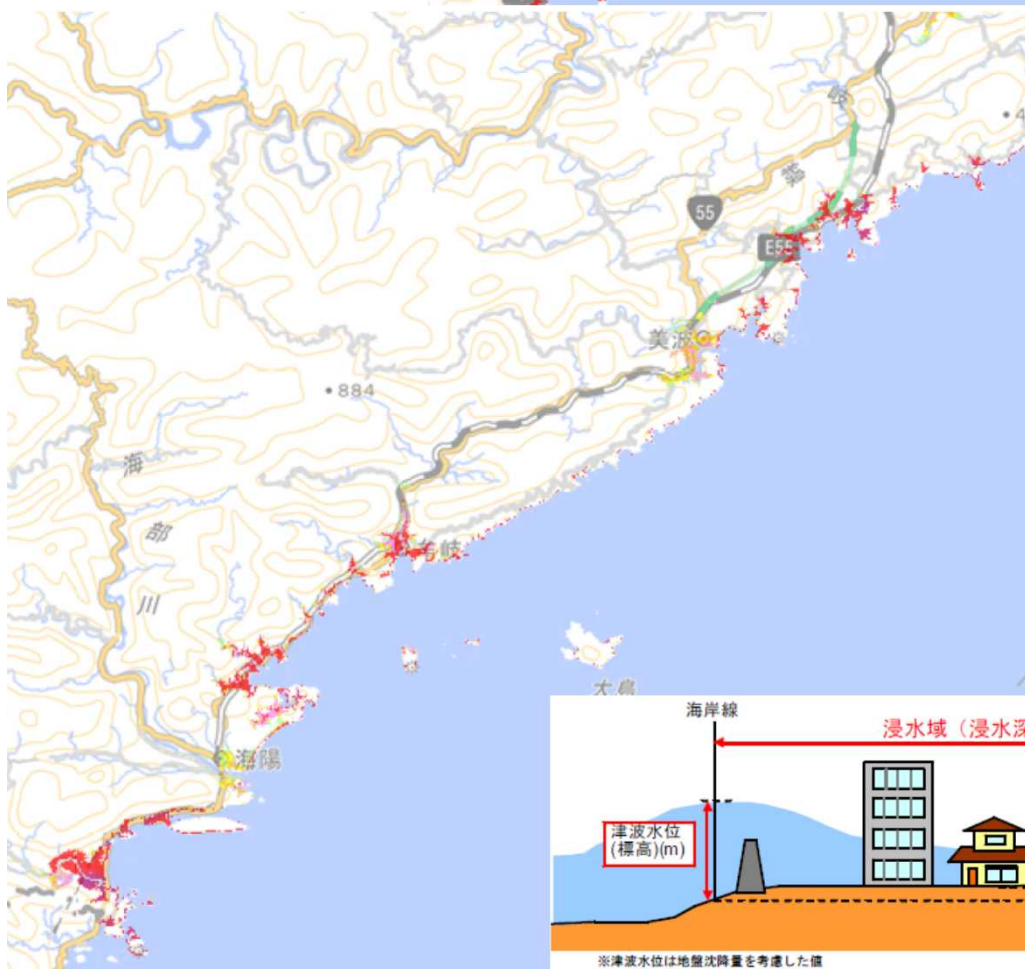 55
E55
美波
・884
海
部
川
牟岐
海陽
大島
海岸線
浸水域（浸水深
津波水位
(標高)(m)
※津波水位は地盤沈降量を考慮した値